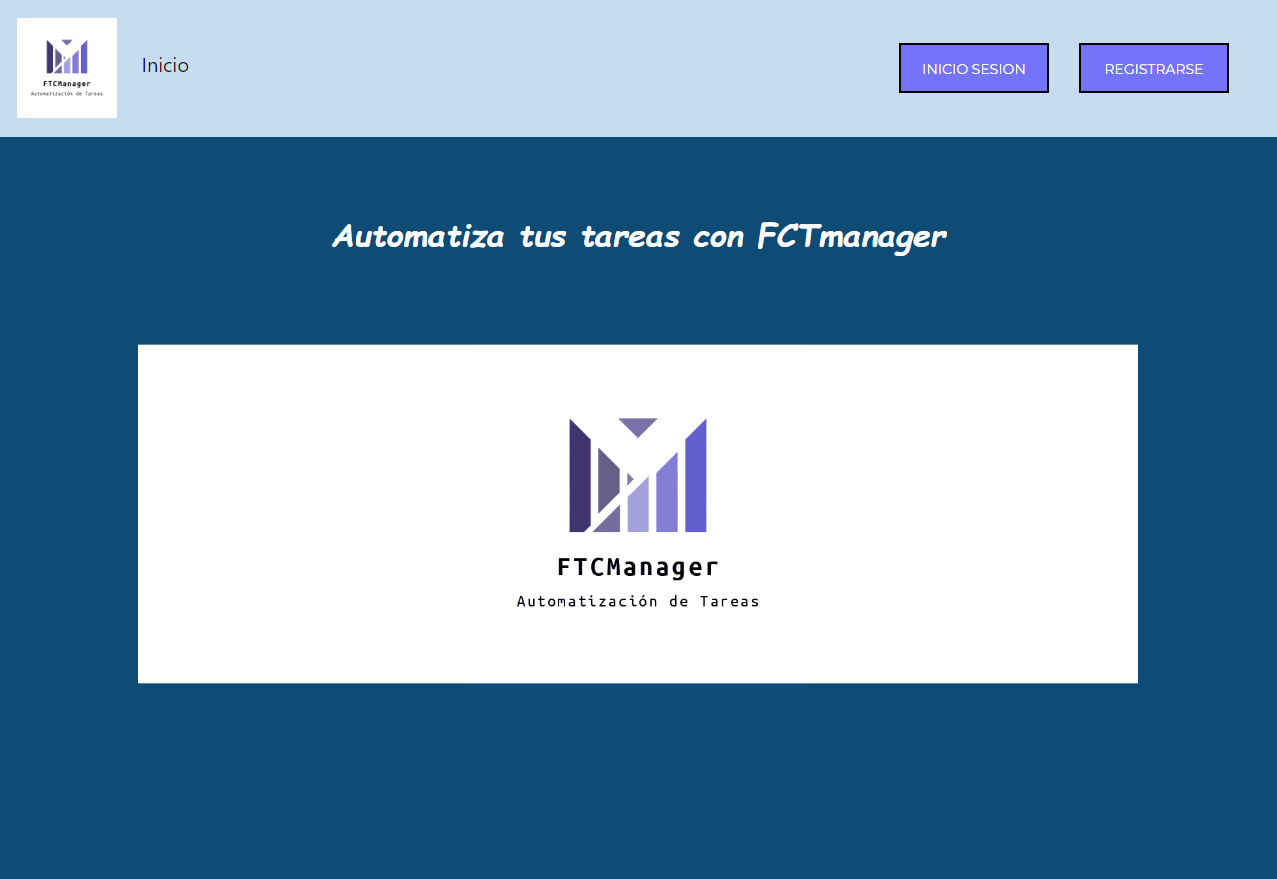 FTCManager
Automatización de Tareas
Inicio
INICIO SESION
REGISTRARSE
Automatiza tus tareas con FCTmanager
FTCManager
Automatización de Tareas